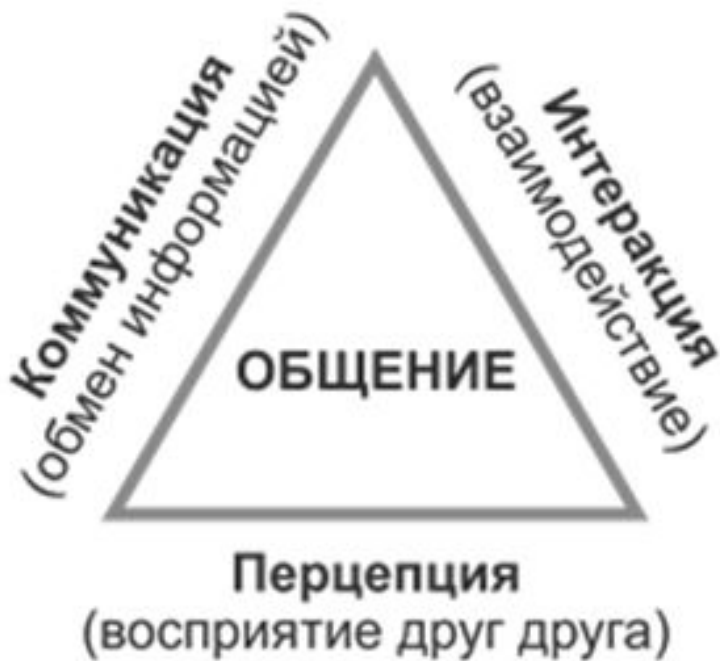 Коммуникация
(обмен информацией)
Интеракция
(взаимодействие)
ОБЩЕНИЕ
Перцепция
(восприятие друг друга)